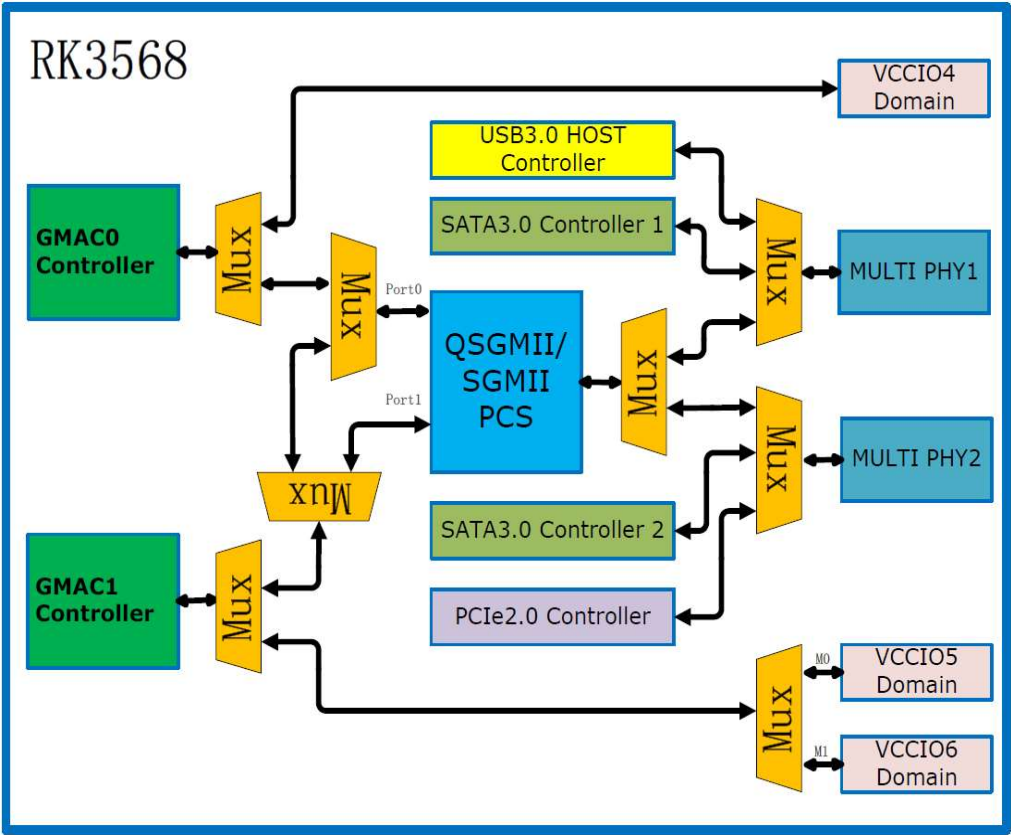 RK3568
VCCIO4
Domain
USB3.0 HOST
Controller
GMAC0
Controller
Mux
SATA3.0 Controller 1
Mux
MULTI PHY1
Mux
Port0
QSGMII/
SGMII
PCS
Mux
Port1
Mux
MULTI PHY2
Mux
SATA3.0 Controller 2
GMAC1
Controller
Mux
PCIe2.0 Controller
M0
VCCIO5
Domain
Mux
M1
VCCIO6
Domain